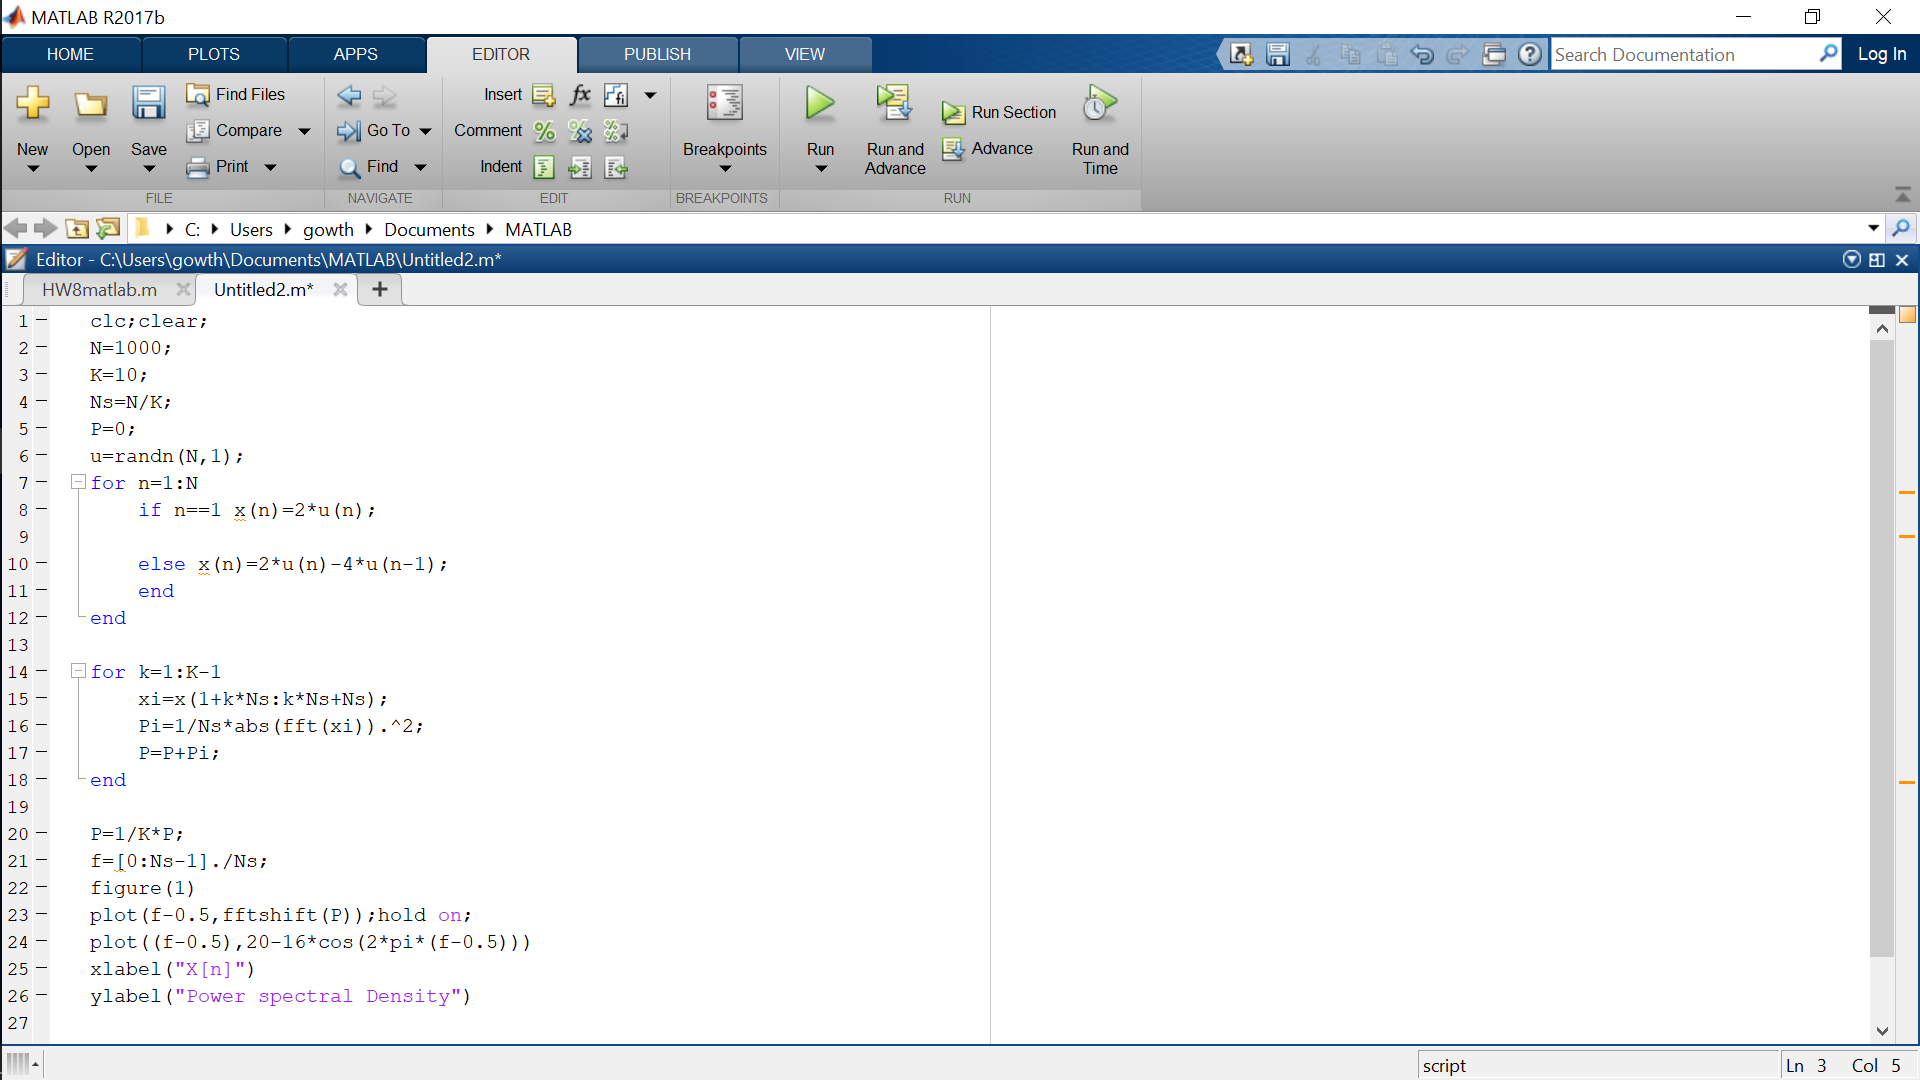 MATLAB R2017b
HOME PLOTS APPS EDITOR PUBLISH VIEW Search Documentation Log In
New Open Save Find Files Compare Print
Go To Find
Insert fx fi
Comment
Indent
Breakpoints
Run Run and Advance Run Section Advance Run and Time
FILE NAVIGATE EDIT BREAKPOINTS RUN
C: Users gowth Documents MATLAB
Editor - C:\Users\gowth\Documents\MATLAB\Untitled2.m*
HW8matlab.m Untitled2.m* +
1 clc;clear;
2 N=1000;
3 K=10;
4 Ns=N/K;
5 P=0;
6 u=randn(N,1);
7 for n=1:N
8 if n==1 x(n)=2*u(n);
9
10 else x(n)=2*u(n)-4*u(n-1);
11 end
12 end
13
14 for k=1:K-1
15 xi=x(1+k*Ns:k*Ns+Ns);
16 Pi=1/Ns*abs(fft(xi)).^2;
17 P=P+Pi;
18 end
19
20 P=1/K*P;
21 f=[0:Ns-1]./Ns;
22 figure(1)
23 plot(f-0.5,fftshift(P));hold on;
24 plot((f-0.5),20-16*cos(2*pi*(f-0.5)))
25 xlabel("X[n]")
26 ylabel("Power spectral Density")
27
script Ln 3 Col 5